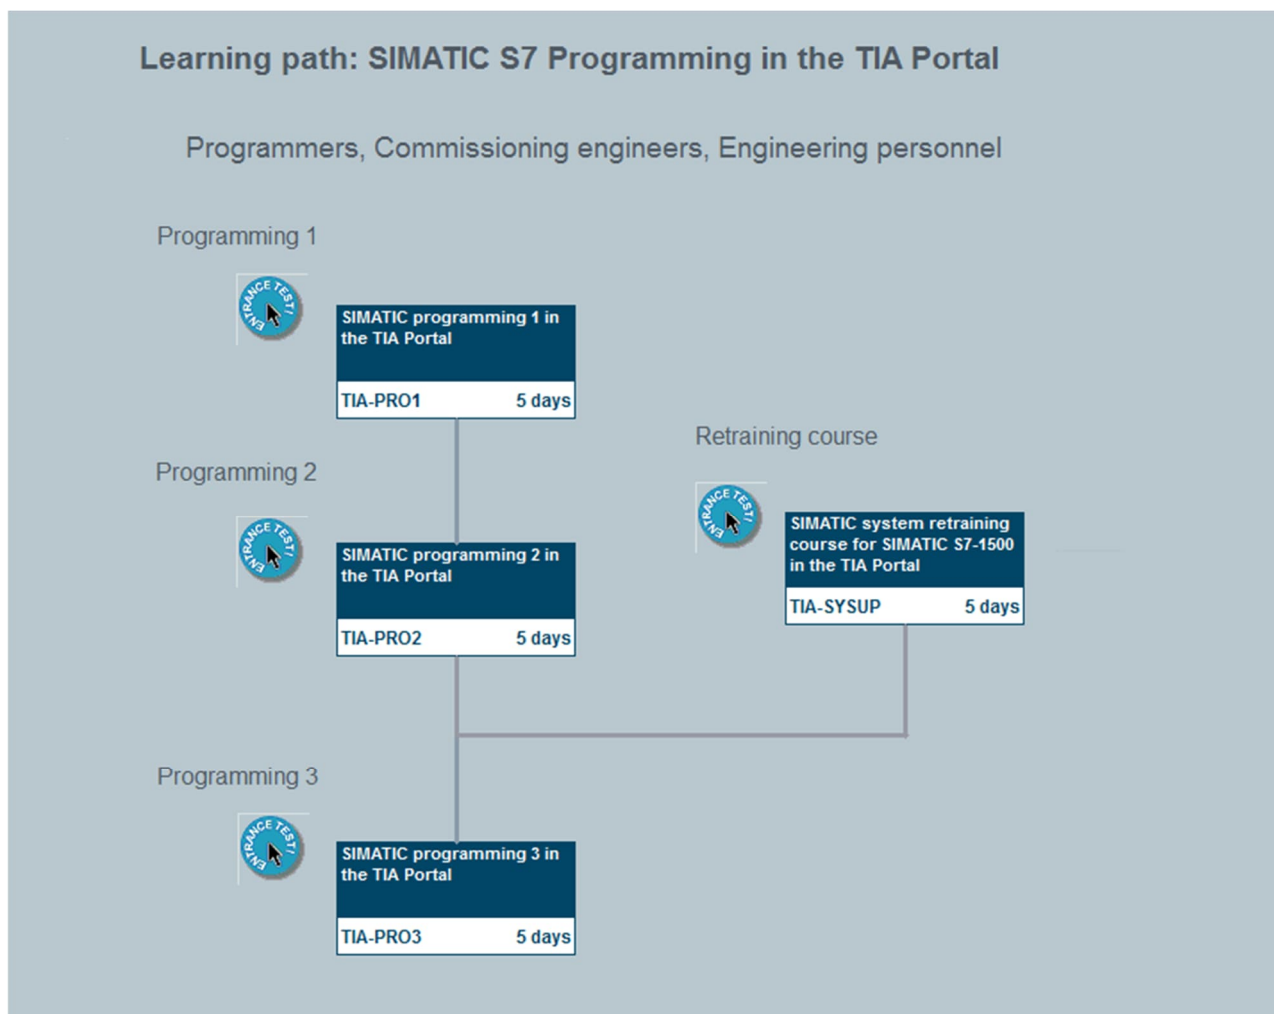 Learning path: SIMATIC S7 Programming in the TIA Portal
Programmers, Commissioning engineers, Engineering personnel
Programming 1
ENTRANCE TEST!
SIMATIC programming 1 in
the TIA Portal
TIA-PRO1 5 days
Programming 2
ENTRANCE TEST!
SIMATIC programming 2 in
the TIA Portal
TIA-PRO2 5 days
Retraining course
ENTRANCE TEST!
SIMATIC system retraining
course for SIMATIC S7-1500
in the TIA Portal
TIA-SYSUP 5 days
Programming 3
ENTRANCE TEST!
SIMATIC programming 3 in
the TIA Portal
TIA-PRO3 5 days